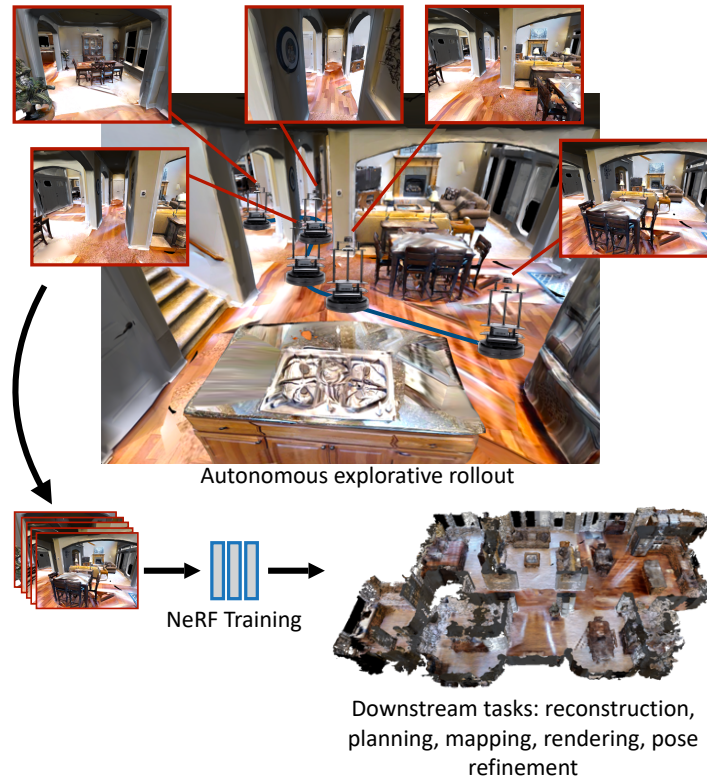 Autonomous explorative rollout
NeRF Training
Downstream tasks: reconstruction,
planning, mapping, rendering, pose
refinement